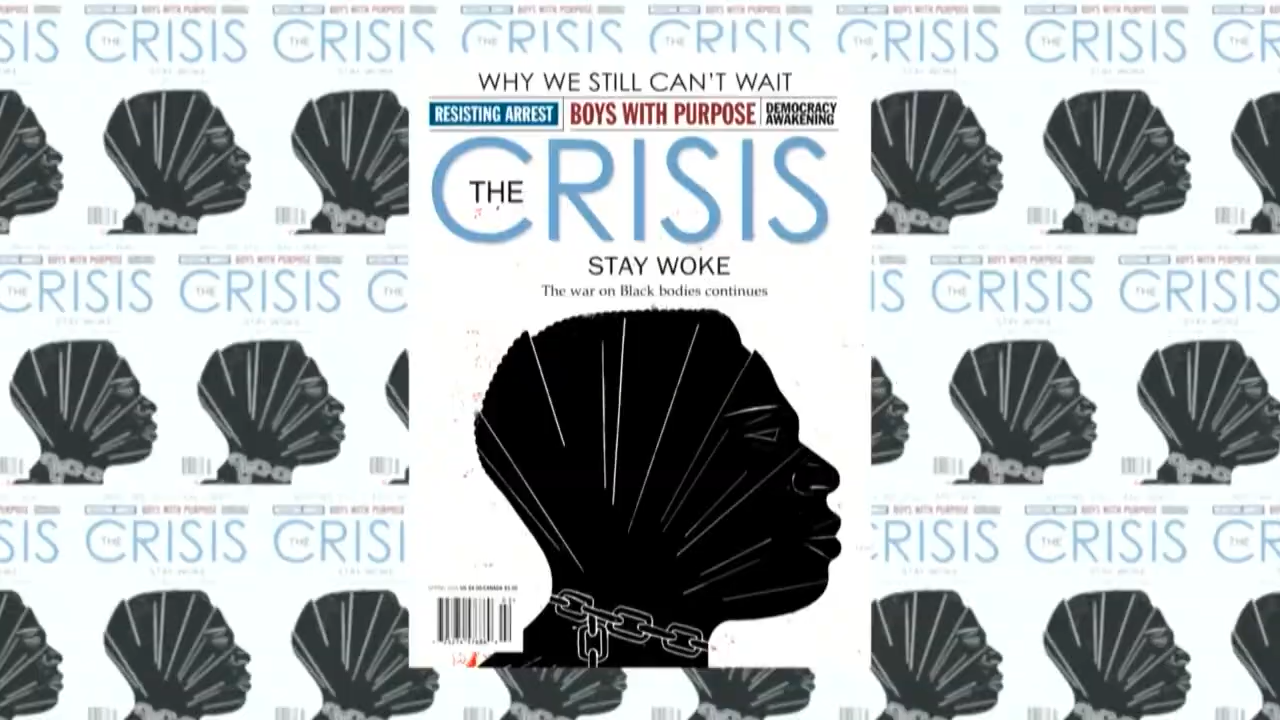 WHY WE STILL CAN'T WAIT
RESISTING ARREST
BOYS WITH PURPOSE
DEMOCRACY
AWAKENING
THE CRISIS
STAY WOKE
The war on Black bodies continues